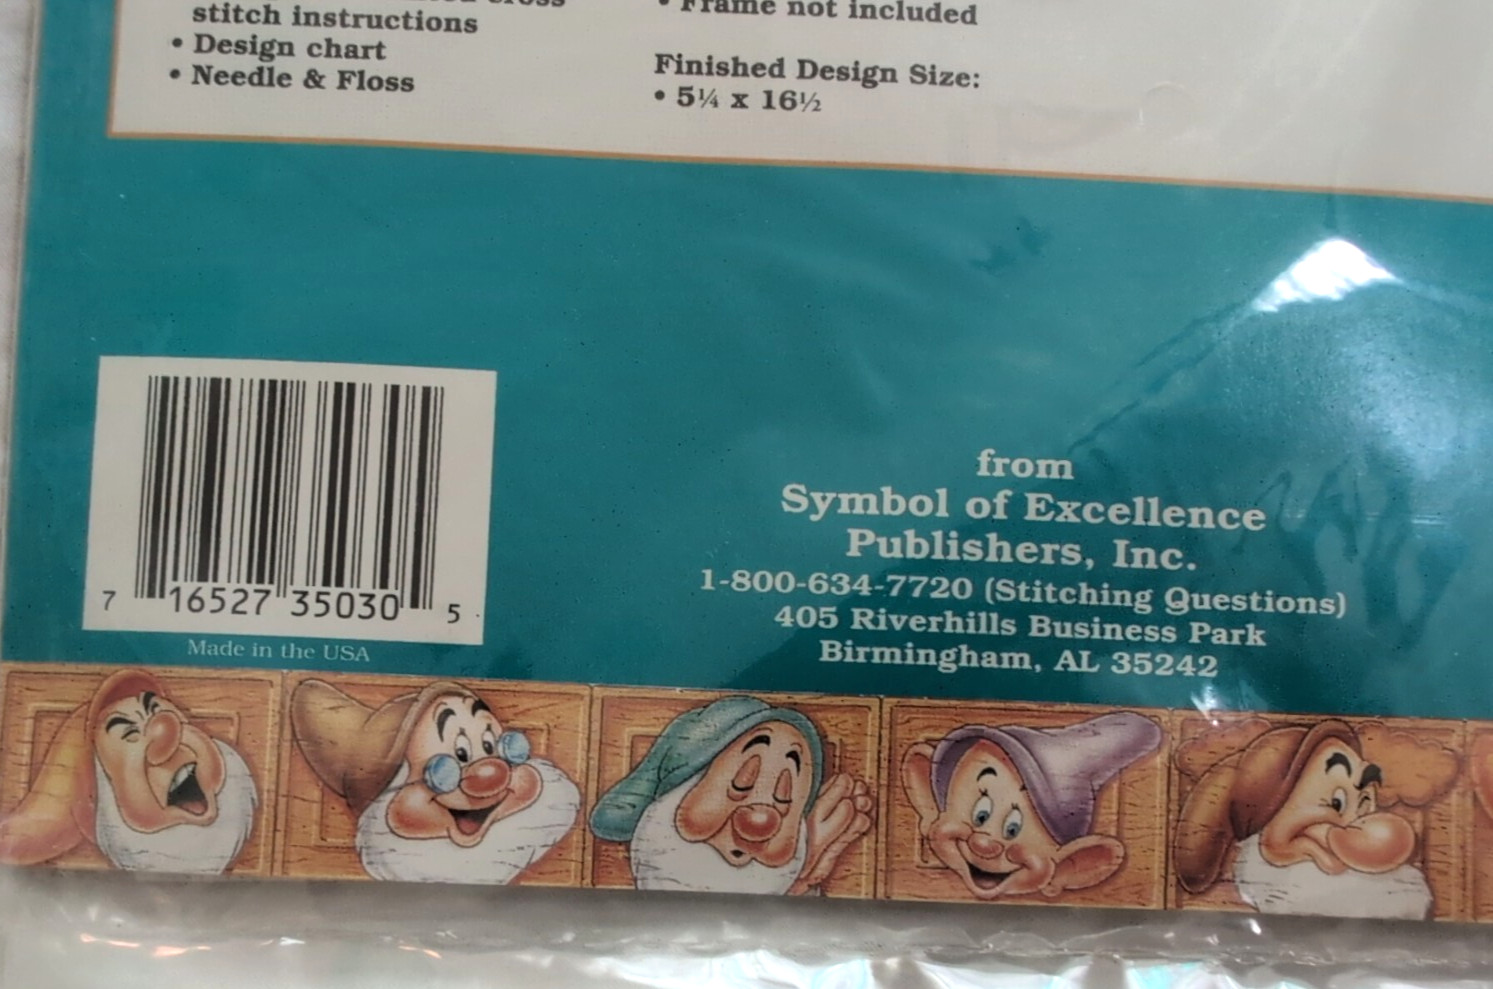 stitch instructions
• Design chart
• Needle & Floss
• Frame not included
Finished Design Size:
• 5¼ x 16½
7 16527 35030 5
Made in the USA
from
Symbol of Excellence
Publishers, Inc.
1-800-634-7720 (Stitching Questions)
405 Riverhills Business Park
Birmingham, AL 35242